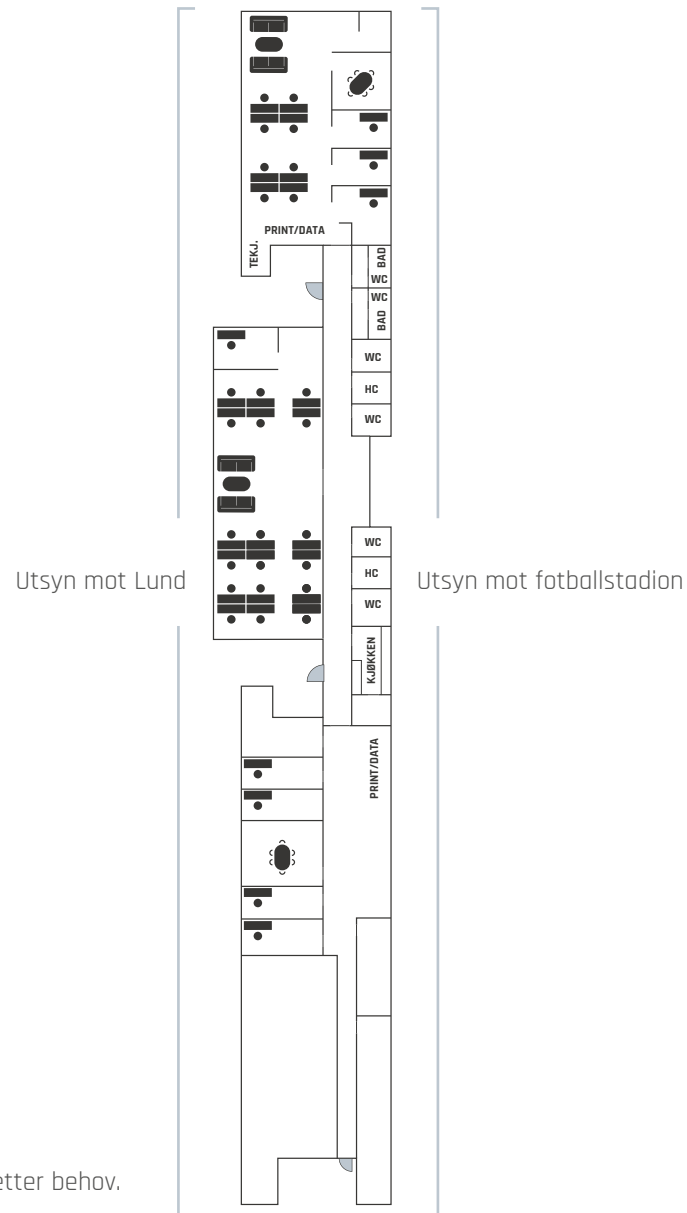 PRINT/DATA
TEKJ.
BAD
WC
WC
BAD
WC
HC
WC
WC
HC
WC
Utsyn mot Lund
Utsyn mot fotballstadion
KJØKKEN
PRINT/DATA
etter behov.